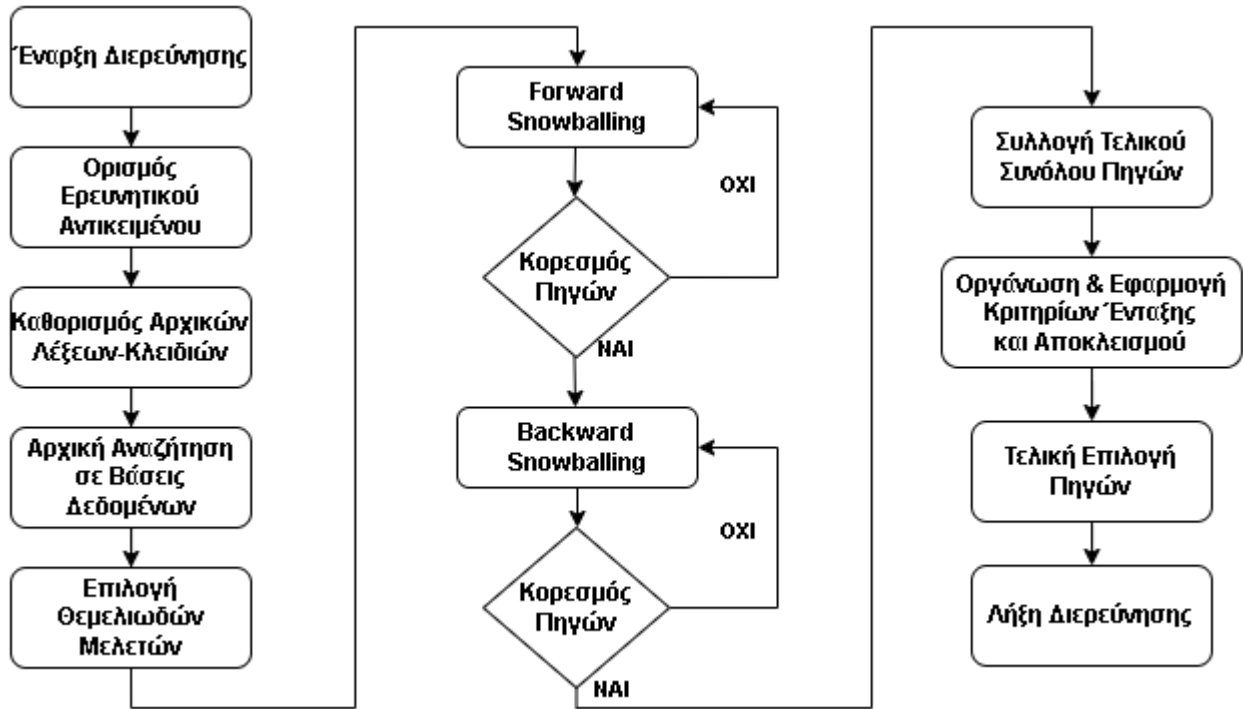 Έναρξη Διερεύνησης
Ορισμός
Ερευνητικού
Αντικειμένου
Καθορισμός Αρχικών
Λέξεων-Κλειδιών
Αρχική Αναζήτηση
σε Βάσεις
Δεδομένων
Επιλογή
Θεμελιωδών
Μελετών
Forward
Snowballing
ΟΧΙ
Κορεσμός
Πηγών
ΝΑΙ
Backward
Snowballing
ΟΧΙ
Κορεσμός
Πηγών
ΝΑΙ
Συλλογή Τελικού
Συνόλου Πηγών
Οργάνωση & Εφαρμογή
Κριτηρίων Ένταξης
και Αποκλεισμού
Τελική Επιλογή
Πηγών
Λήξη Διερεύνησης